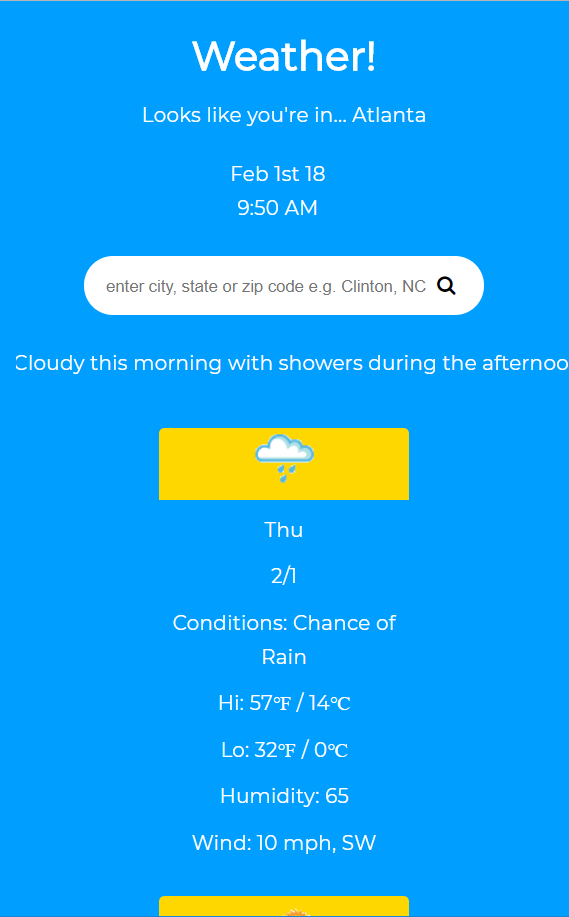 Weather!
Looks like you're in... Atlanta
Feb 1st 18
9:50 AM
enter city, state or zip code e.g. Clinton, NC
Cloudy this morning with showers during the afternoo
Thu
2/1
Conditions: Chance of
Rain
Hi: 57℉ / 14℃
Lo: 32℉ / 0℃
Humidity: 65
Wind: 10 mph, SW